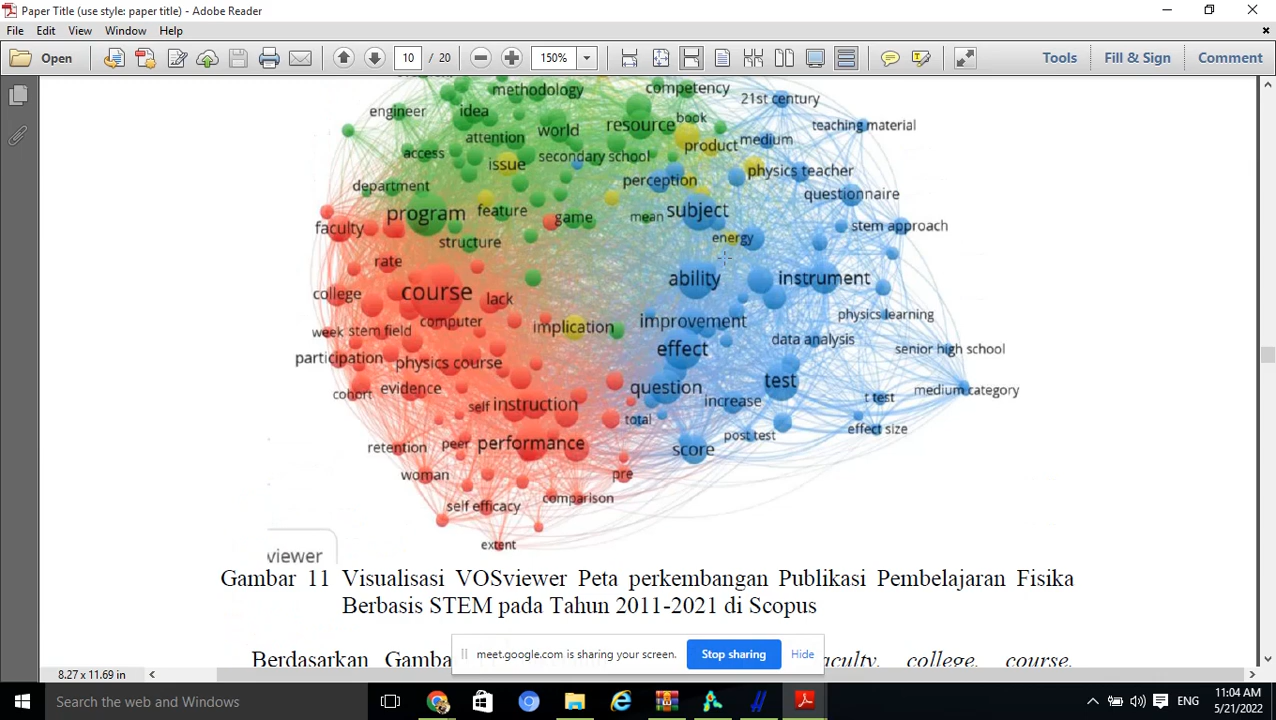 Paper Title (use style: paper title) - Adobe Reader
File Edit View Window Help
Open 10 / 20 150% Tools Fill & Sign Comment
competency
methodology
21st century
engineer
idea
book
resource
world
teaching material
attention
medium
product
access
secondary school
issue
physics teacher
department
perception
questionnaire
program
feature
game
mean
subject
faculty
stem approach
structure
energy
rate
ability
instrument
college
course
lack
week
stem field
computer
implication
improvement
physics learning
participation
physics course
effect
data analysis
senior high school
cohort
evidence
question
test
medium category
self
instruction
increase
t test
total
retention
peer
performance
post test
effect size
score
woman
pre
self efficacy
comparison
extent
viewer
Gambar 11 Visualisasi VOSviewer Peta perkembangan Publikasi Pembelajaran Fisika
Berbasis STEM pada Tahun 2011-2021 di Scopus
meet.google.com is sharing your screen. Stop sharing Hide
Berdasarkan college, course,
8.27 x 11.69 in
Search the web and Windows
ENG
11:04 AM
5/21/2022